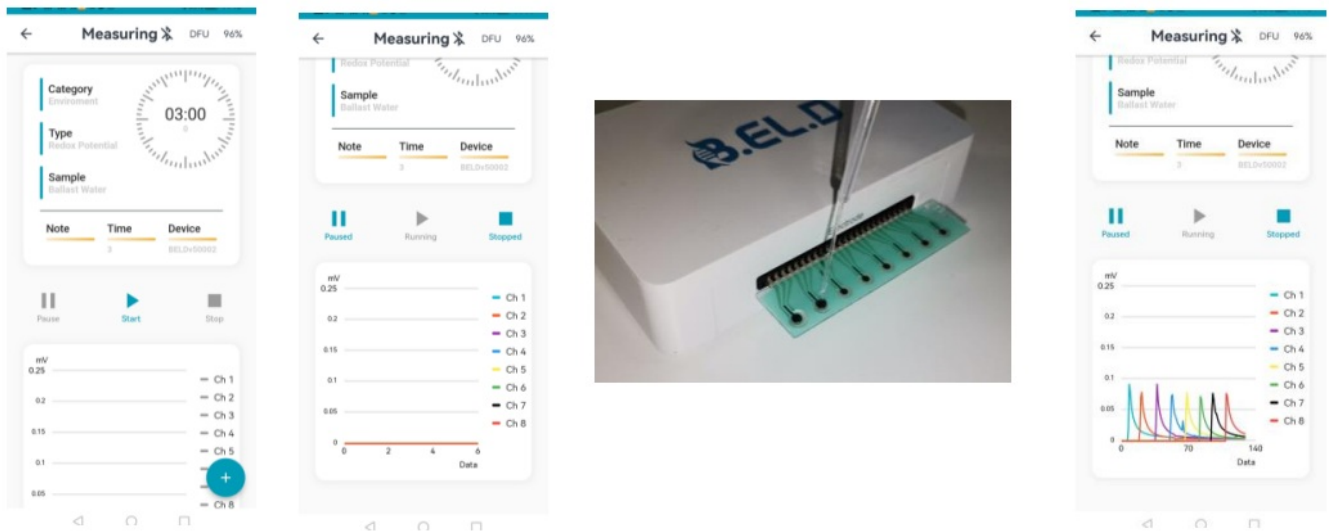 Measuring DFU 96%
Category
Enviroment
03:00
0
Type
Redox Potential
Sample
Ballast Water
Note Time Device
3 BELDv50002
Pause Start Stop
mV
0.25
0.2
0.15
0.1
0.05
Ch 1
Ch 2
Ch 3
Ch 4
Ch 5
Ch 8
+
Measuring DFU 96%
Redox Potential
Sample
Ballast Water
Note Time Device
3 BELDv50002
Paused Running Stopped
mV
0.25
0.2
0.15
0.1
0.05
0
0 2 4 6
Data
Ch 1
Ch 2
Ch 3
Ch 4
Ch 5
Ch 6
Ch 7
Ch 8
B.EL.D
Measuring DFU 96%
Redox Potential
Sample
Ballast Water
Note Time Device
3 BELDv50002
Paused Running Stopped
mV
0.25
0.2
0.15
0.1
0.05
0
0 70 140
Data
Ch 1
Ch 2
Ch 3
Ch 4
Ch 5
Ch 6
Ch 7
Ch 8